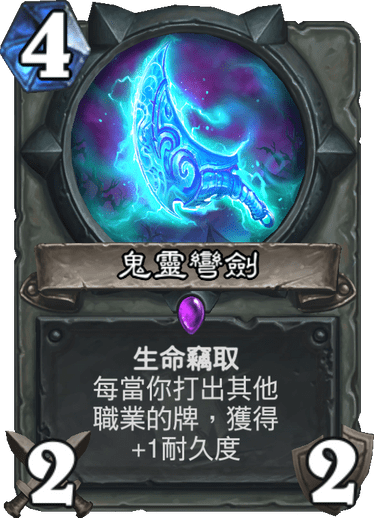 4
鬼靈彎劍
生命竊取
每當你打出其他
職業的牌，獲得
+1耐久度
2
2